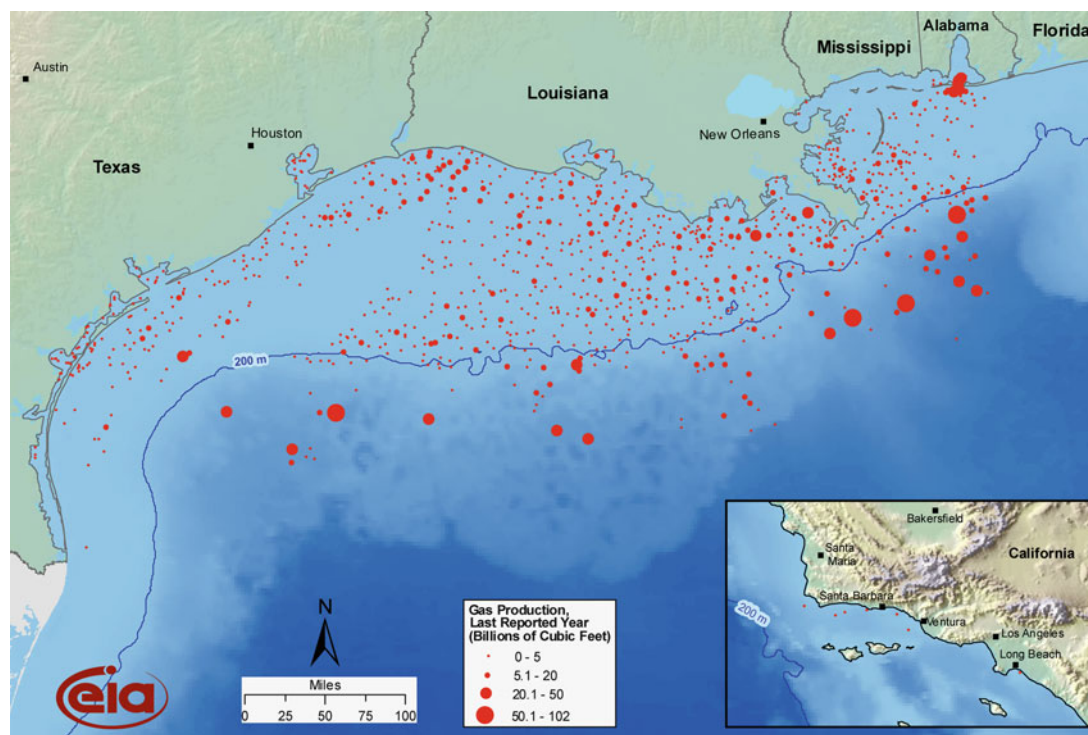 Alabama
Florida
Mississippi
Austin
Louisiana
New Orleans
Houston
Texas
200 m
N
Miles
0 25 50 75 100
eia
Gas Production,
Last Reported Year
(Billions of Cubic Feet)
0 - 5
5.1 - 20
20.1 - 50
50.1 - 102
Bakersfield
Santa
Maria
California
Santa Barbara
200 m
Ventura
Los Angeles
Long Beach